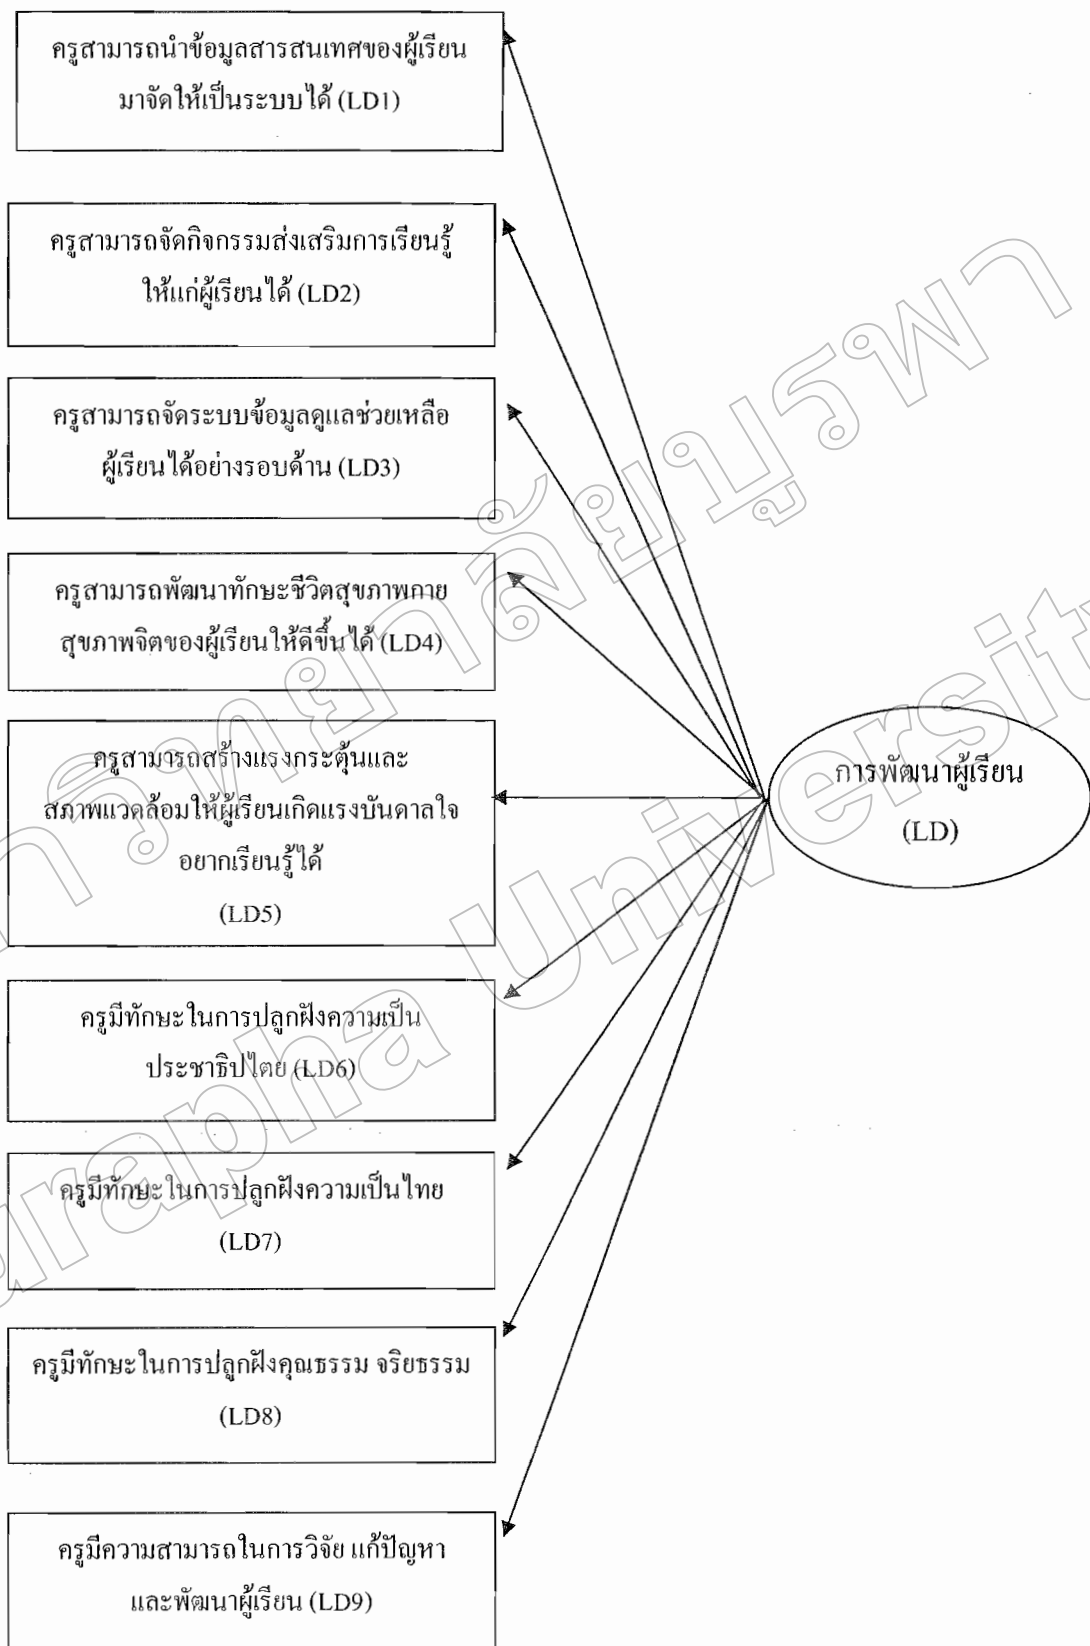 ครูสามารถนำข้อมูลสารสนเทศของผู้เรียน
มาจัดให้เป็นระบบได้ (LD1)
ครูสามารถจัดกิจกรรมส่งเสริมการเรียนรู้
ให้แก่ผู้เรียนได้ (LD2)
ครูสามารถจัดระบบข้อมูลดูแลช่วยเหลือ
ผู้เรียนได้อย่างรอบด้าน (LD3)
ครูสามารถพัฒนาทักษะชีวิตสุขภาพกาย
สุขภาพจิตของผู้เรียนให้ดีขึ้นได้ (LD4)
ครูสามารถสร้างแรงกระตุ้นและ
สภาพแวดล้อมให้ผู้เรียนเกิดแรงบันดาลใจ
อยากเรียนรู้ได้
(LD5)
ครูมีทักษะในการปลูกฝังความเป็น
ประชาธิปไตย (LD6)
ครูมีทักษะในการปลูกฝังความเป็นไทย
(LD7)
ครูมีทักษะในการปลูกฝังคุณธรรม จริยธรรม
(LD8)
ครูมีความสามารถในการวิจัย แก้ปัญหา
และพัฒนาผู้เรียน (LD9)
การพัฒนาผู้เรียน
(LD)
าวิทยาลัยบูรพา
urapha University